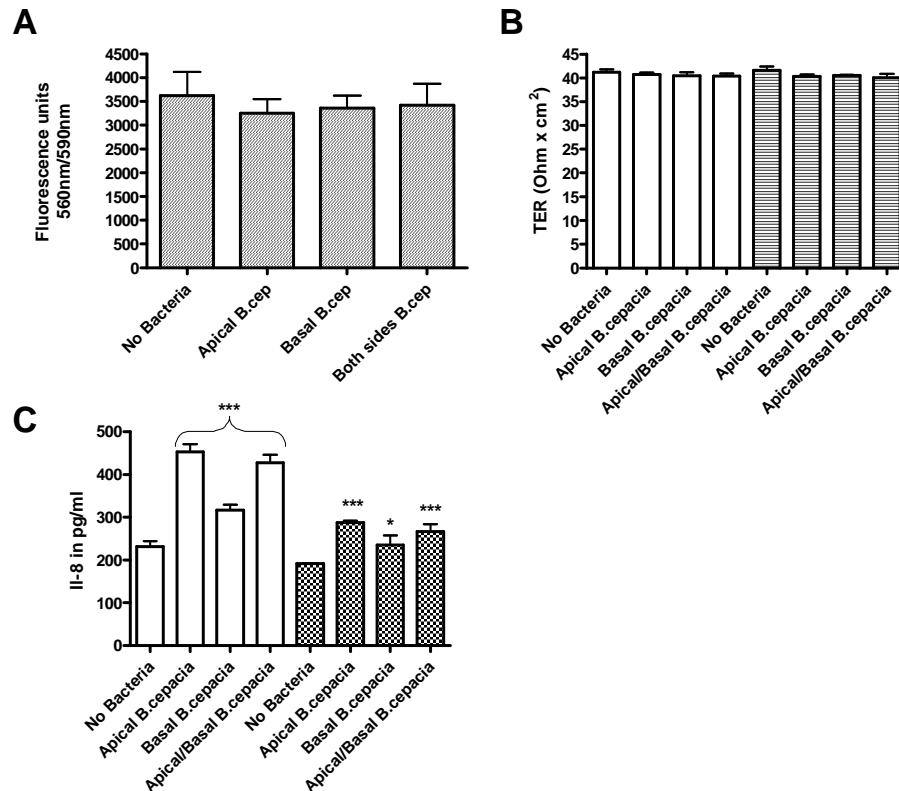 A
Fluorescence units
560nm/590nm
5000
4500
4000
3500
3000
2500
2000
1500
1000
500
0
No Bacteria
Apical B.cep
Basal B.cep
Both sides B.cep
B
TER (Ohm x cm 2)
45
40
35
30
25
20
15
10
5
0
No Bacteria
Apical B.cepacia
Basal B.cepacia
Apical/Basal B.cepacia
No Bacteria
Apical B.cepacia
Basal B.cepacia
Apical/Basal B.cepacia
C
Il-8 in pg/ml
500
400
300
200
100
0
***
***
*
***
No Bacteria
Apical B.cepacia
Basal B.cepacia
Apical/Basal B.cepacia
No Bacteria
Apical B.cepacia
Basal B.cepacia
Apical/Basal B.cepacia